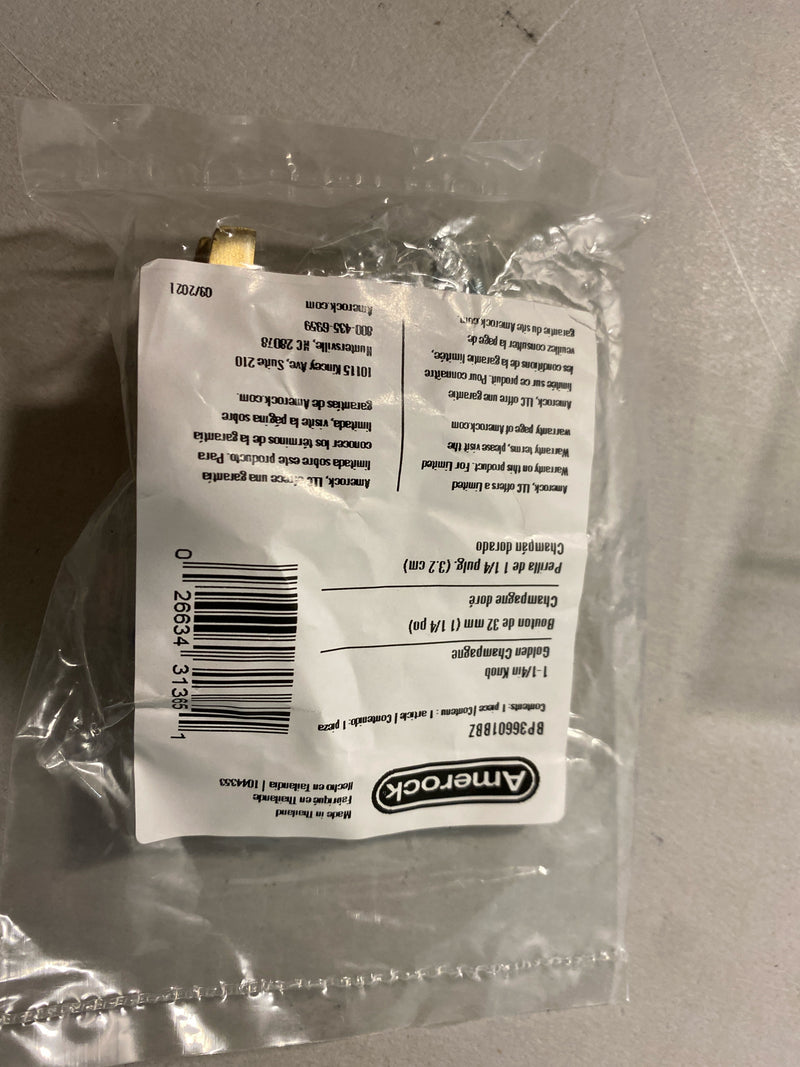 Amerock
Made in Thailand
Fabriqué en Thaïlande
Hecho en Tailandia | 1044353
BP36601BBZ
Contents: 1 piece | Contenu : 1 article | Contenido: 1 pieza
1-1/4in Knob
Golden Champagne
Bouton de 32 mm (1 1/4 po)
Champagne doré
Perilla de 1 1/4 pulg. (3.2 cm)
Champán dorado
0 26634 31365 1
Amerock, LLC offers a Limited
Warranty on this product. For Limited
Warranty terms, please visit the
warranty page of Amerock.com
Amerock, LLC offre une garantie
limitée sur ce produit. Pour connaître
les conditions de la garantie limitée,
veuillez consulter la page de
garantie du site Amerock.com.
Amerock, LLC ofrece una garantía
limitada sobre este producto. Para
conocer los términos de la garantía
limitada, visite la página sobre
garantías de Amerock.com.
10115 Kincey Ave, Suite 210
Huntersville, NC 28078
800-435-6959
Amerock.com
09/2021